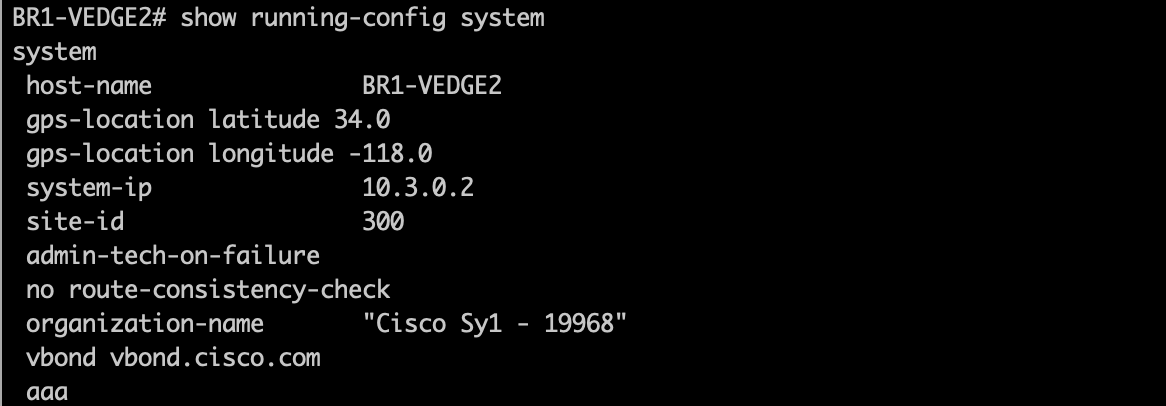 BR1-VEDGE2# show running-config system
system
 host-name               BR1-VEDGE2
 gps-location latitude 34.0
 gps-location longitude -118.0
 system-ip               10.3.0.2
 site-id                 300
 admin-tech-on-failure
 no route-consistency-check
 organization-name       "Cisco Sy1 - 19968"
 vbond vbond.cisco.com
 aaa